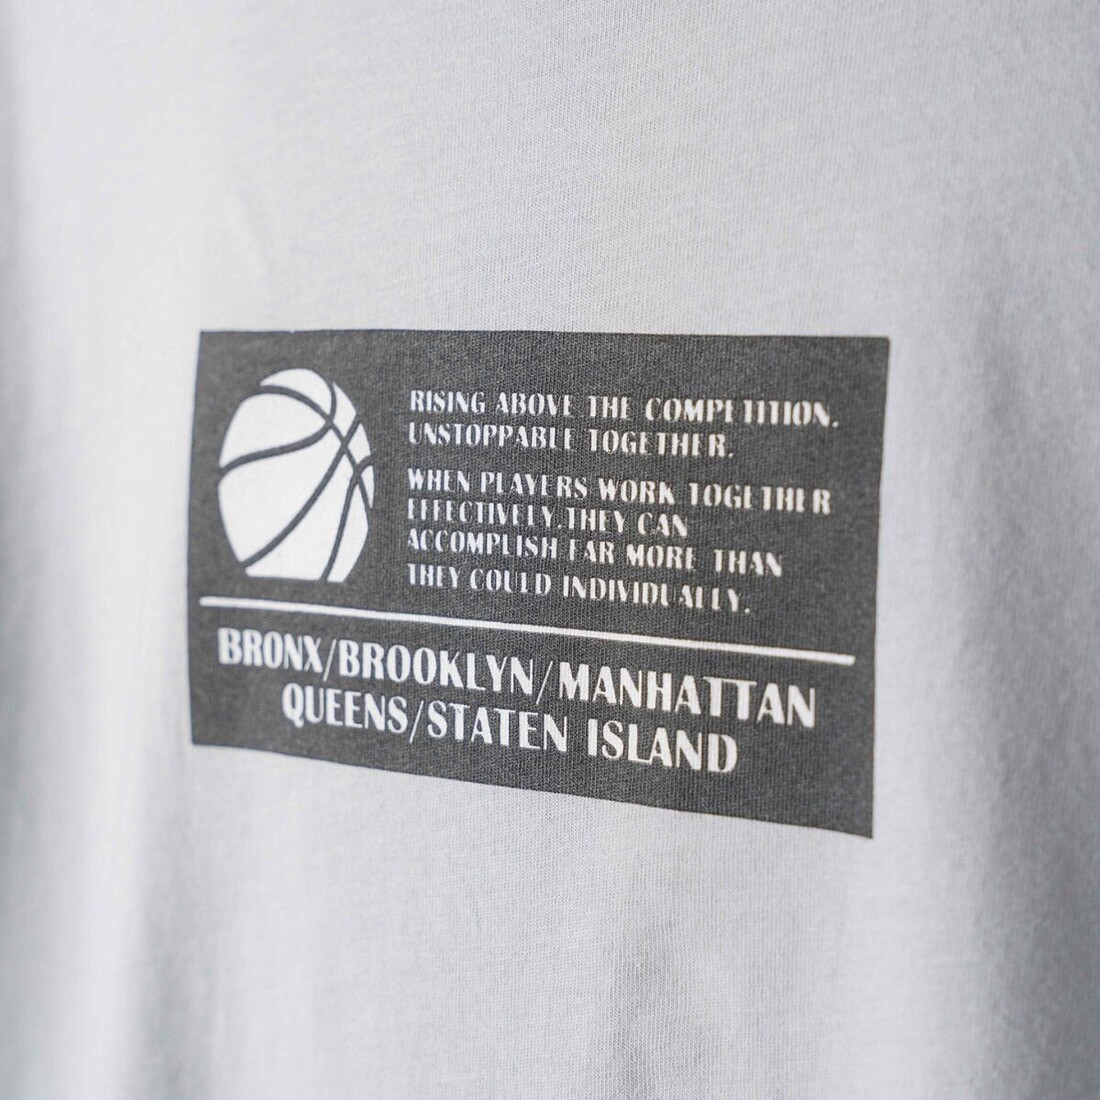 RISING ABOVE THE COMPETITION.
UNSTOPPABLE TOGETHER.
WHEN PLAYERS WORK TOGETHER
EFFECTIVELY.THEY CAN
ACCOMPLISH FAR MORE THAN
THEY COULD INDIVIDUALLY.
BRONX/BROOKLYN/MANHATTAN
QUEENS/STATEN ISLAND